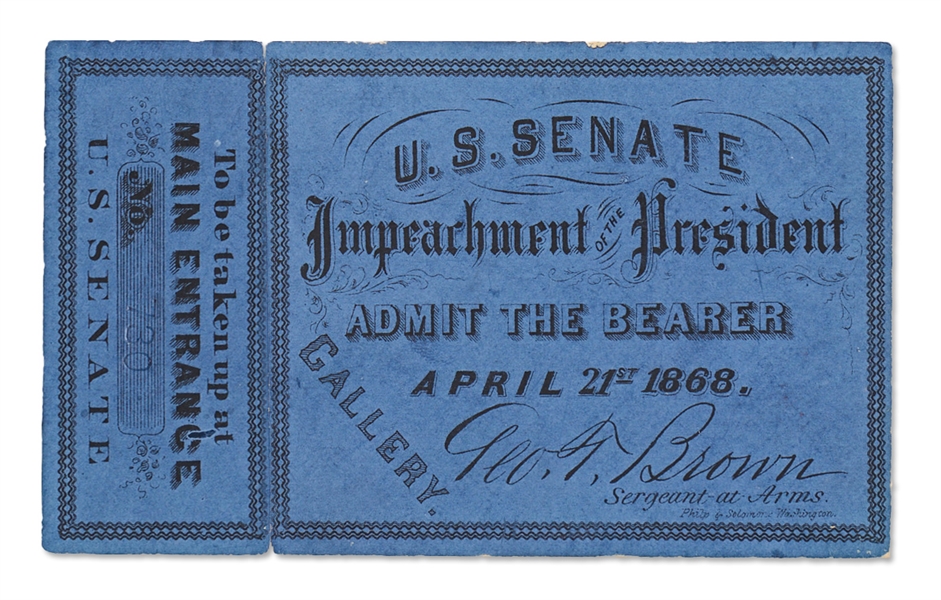 To be taken up at
MAIN ENTRANCE
No. 730
U.S. SENATE
U.S. SENATE
Impeachment OF THE President
ADMIT THE BEARER
APRIL 21ST 1868.
GALLERY.
Geo. T. Brown
Sergeant-at Arms.
Philp & Solomons Washington.